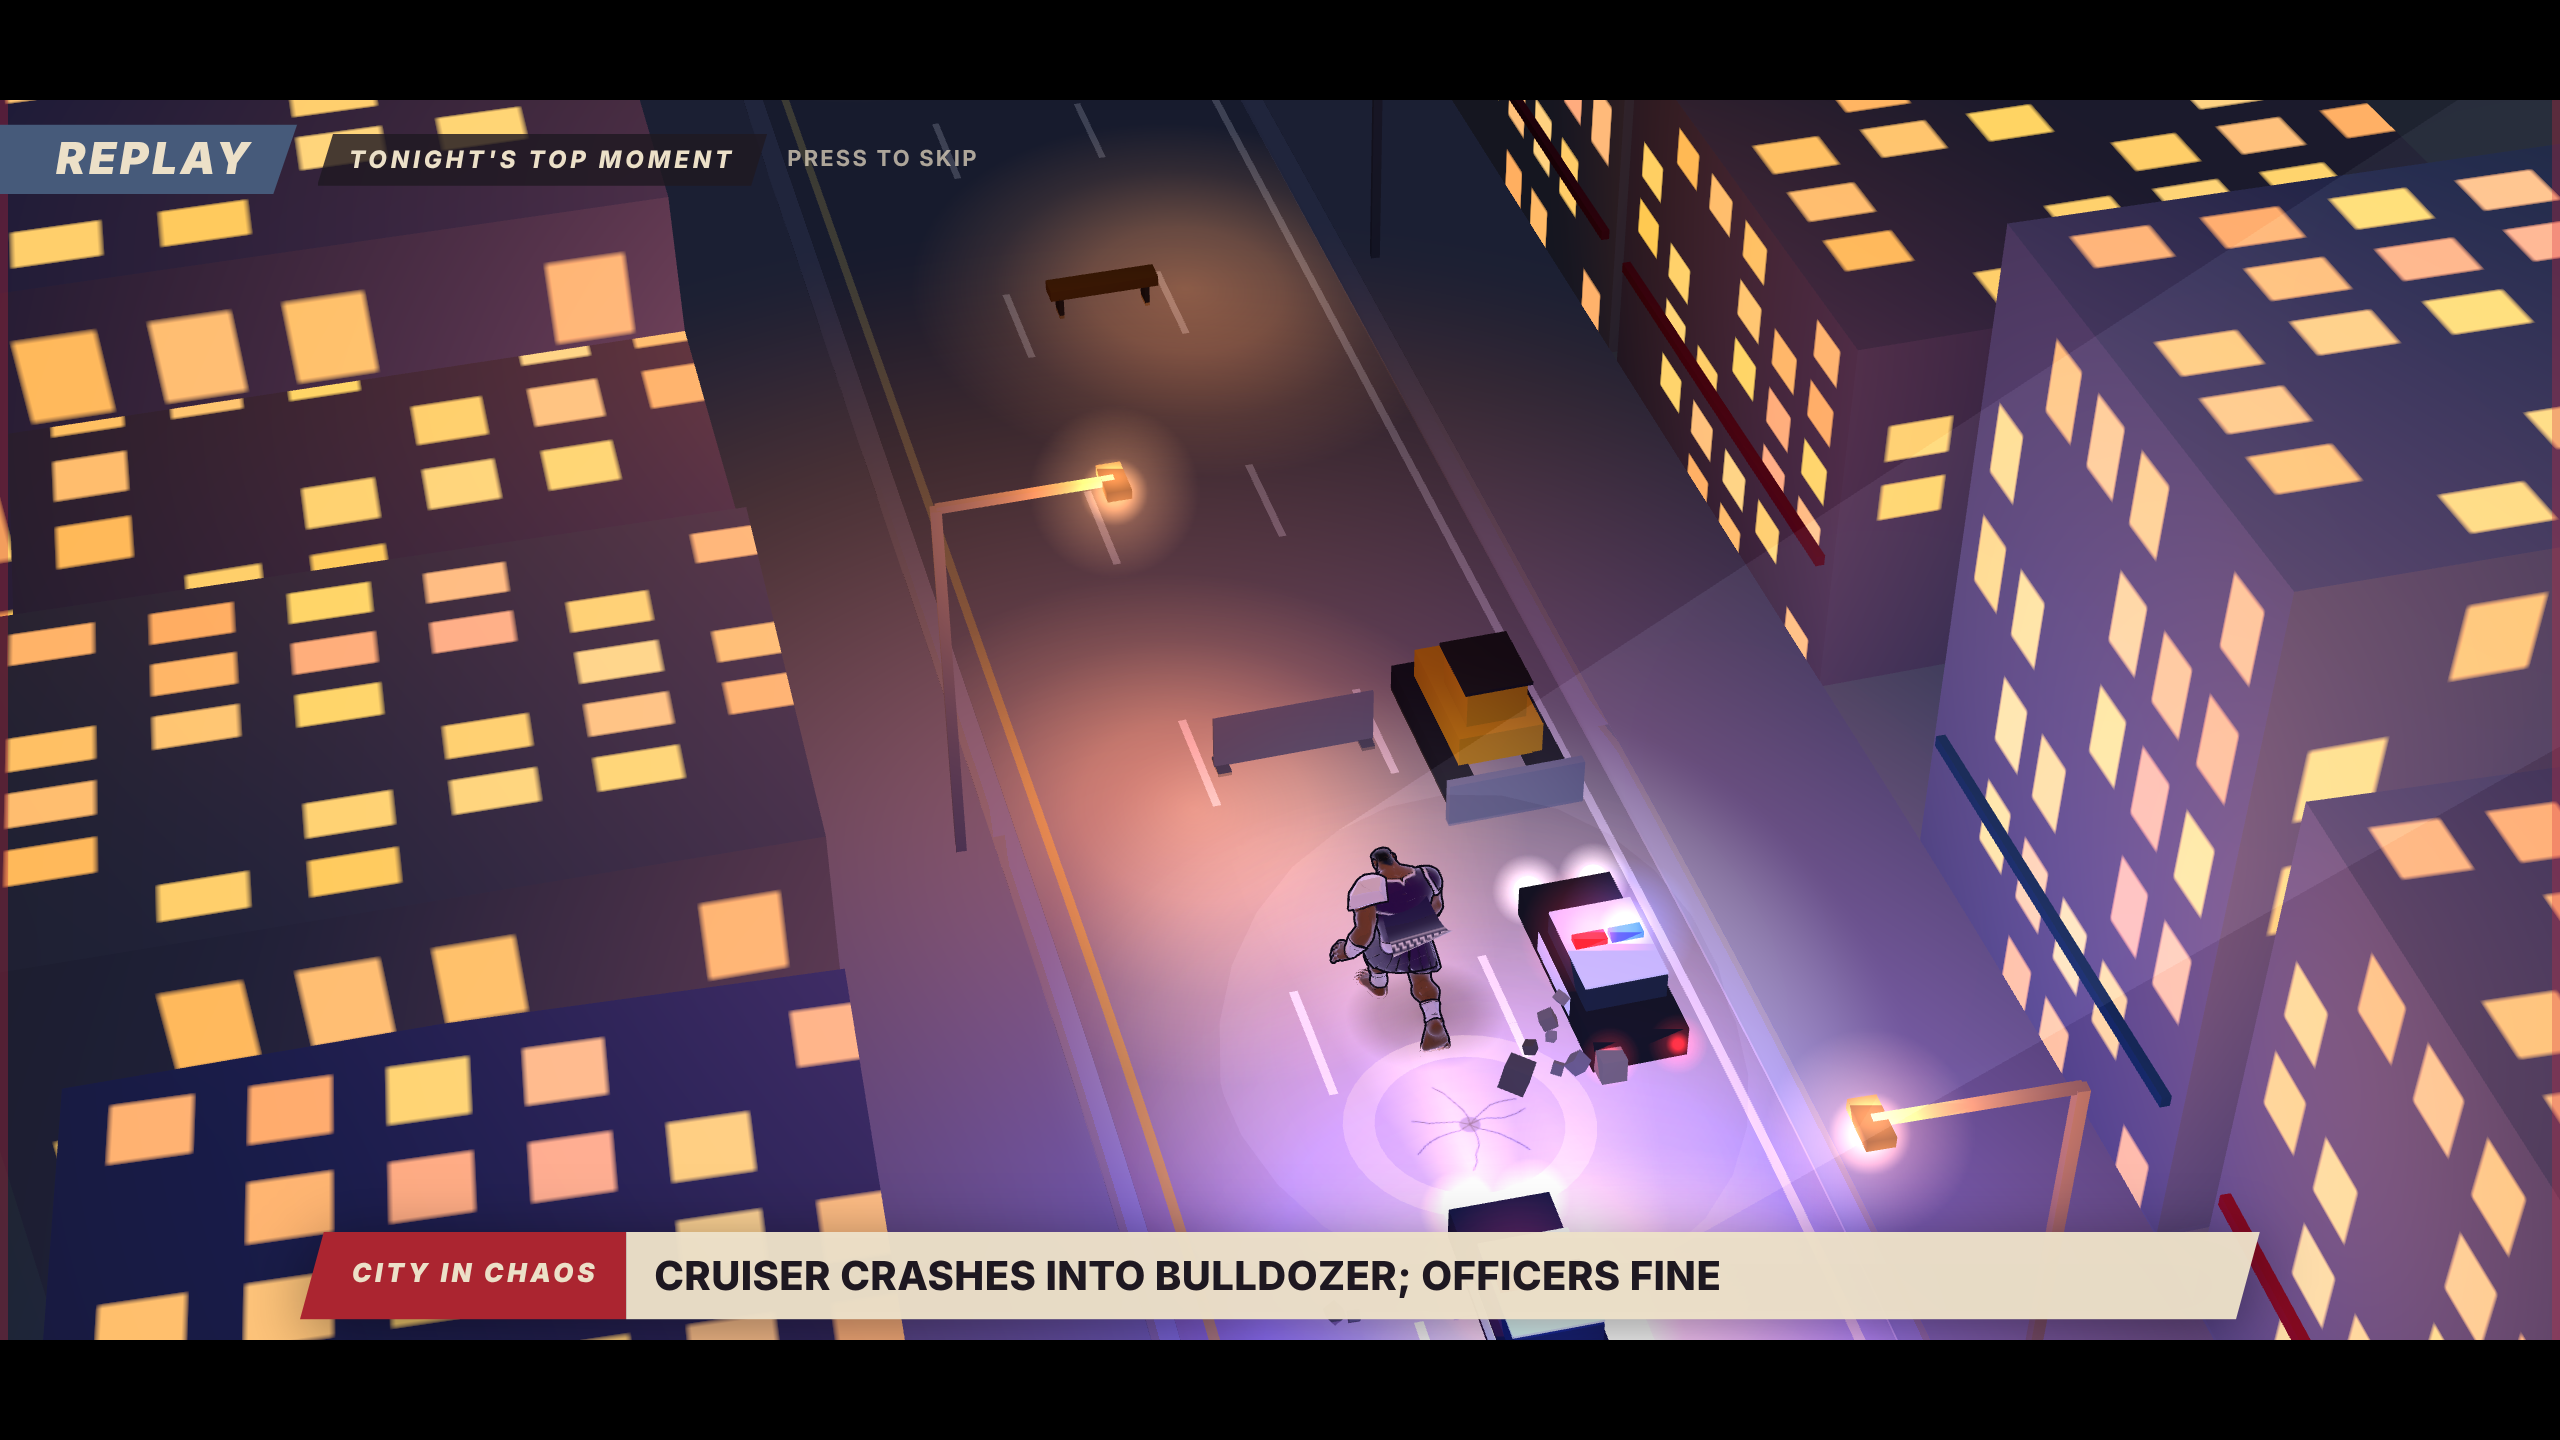 REPLAY
TONIGHT'S TOP MOMENT
PRESS TO SKIP
CITY IN CHAOS
CRUISER CRASHES INTO BULLDOZER; OFFICERS FINE